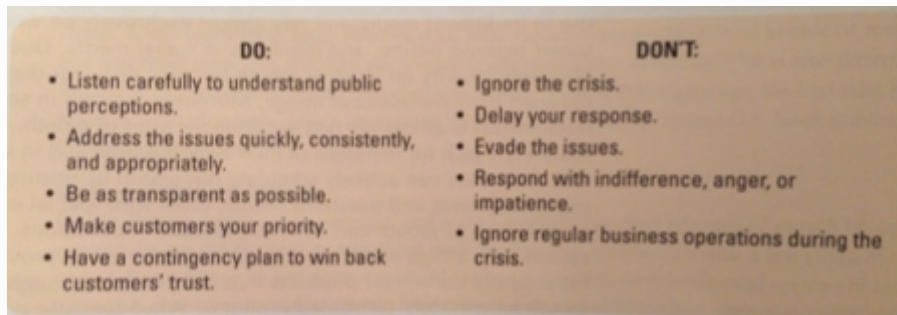 DO:
• Listen carefully to understand public
perceptions.
• Address the issues quickly, consistently,
and appropriately.
• Be as transparent as possible.
• Make customers your priority.
• Have a contingency plan to win back
customers' trust.
DON'T:
• Ignore the crisis.
• Delay your response.
• Evade the issues.
• Respond with indifference, anger, or
impatience.
• Ignore regular business operations during the
crisis.